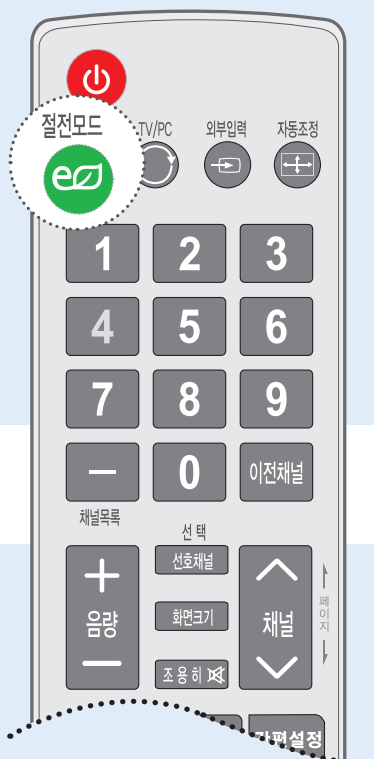 절전모드
TV/PC 외부입력 자동조정
1 2 3
4 5 6
7 8 9
— 0 이전채널
채널목록
선 택
선호채널
+ 음량 —
화면크기
채널
페이지
조용히
간편설정